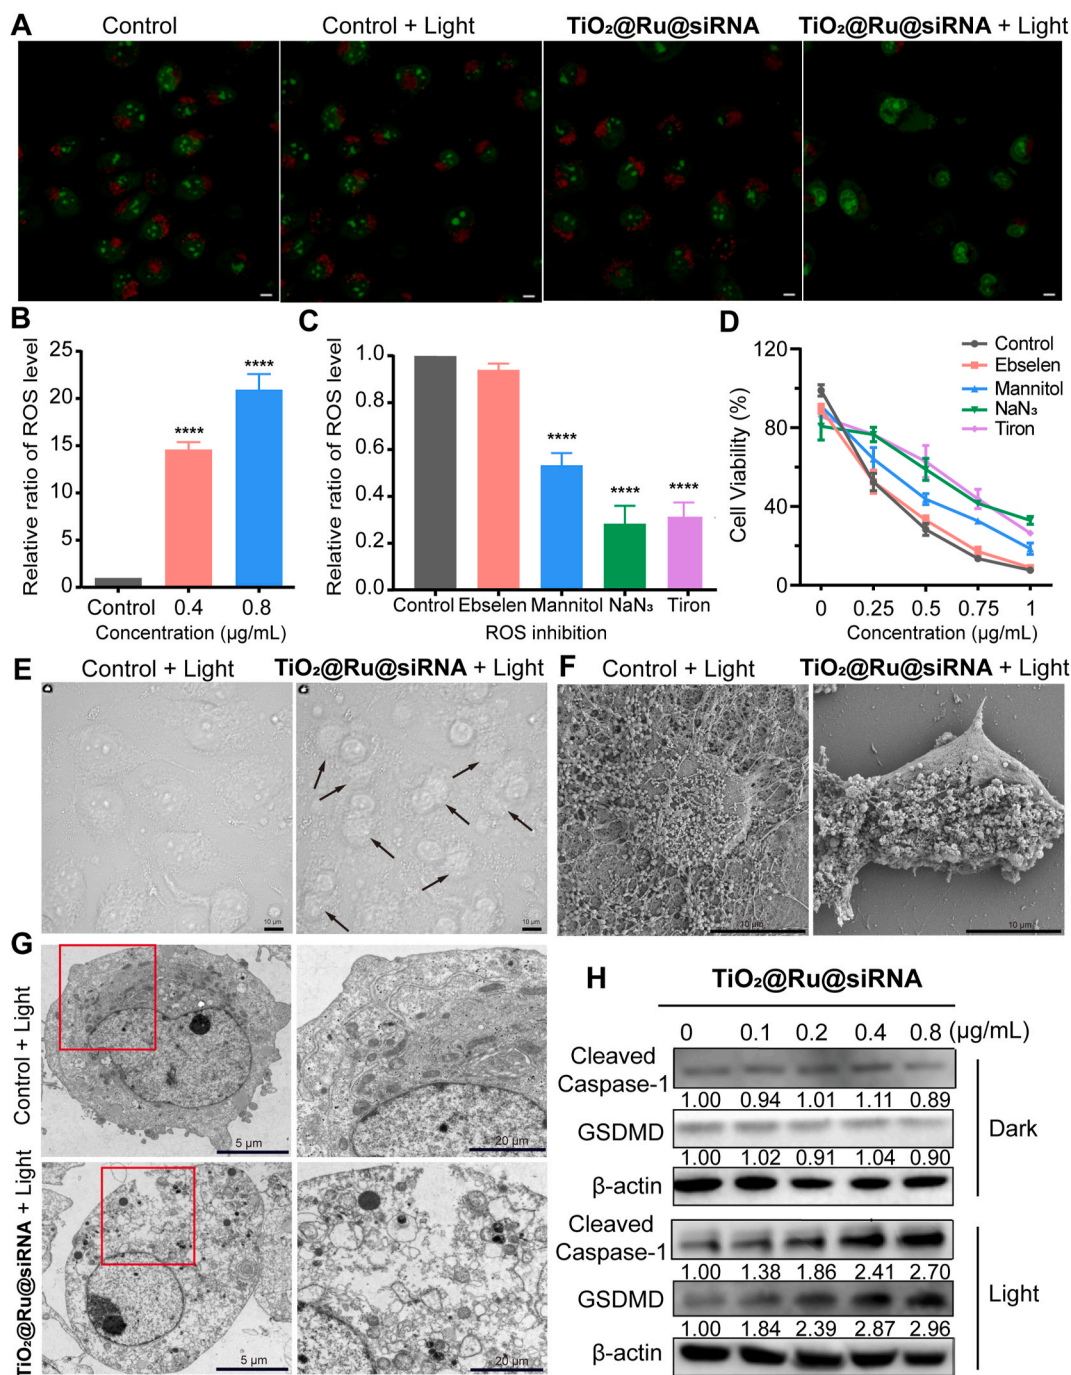 A
Control
Control + Light
TiO₂@Ru@siRNA
TiO₂@Ru@siRNA + Light
B
Relative ratio of ROS level
25
20
15
10
5
0
****
****
Control 0.4 0.8
Concentration (µg/mL)
C
Relative ratio of ROS level
1.0
0.8
0.6
0.4
0.2
0.0
****
****
****
Control Ebselen Mannitol NaN₃ Tiron
ROS inhibition
D
Cell Viability (%)
120
80
40
0
Control
Ebselen
Mannitol
NaN₃
Tiron
0 0.25 0.5 0.75 1
Concentration (µg/mL)
E
Control + Light
TiO₂@Ru@siRNA + Light
10 µm
10 µm
F
Control + Light
TiO₂@Ru@siRNA + Light
10 µm
10 µm
G
Control + Light
5 µm
20 µm
TiO₂@Ru@siRNA + Light
5 µm
20 µm
H
TiO₂@Ru@siRNA
0 0.1 0.2 0.4 0.8 (µg/mL)
Cleaved
Caspase-1
1.00 0.94 1.01 1.11 0.89
GSDMD
1.00 1.02 0.91 1.04 0.90
β-actin
Dark
Cleaved
Caspase-1
1.00 1.38 1.86 2.41 2.70
GSDMD
1.00 1.84 2.39 2.87 2.96
β-actin
Light